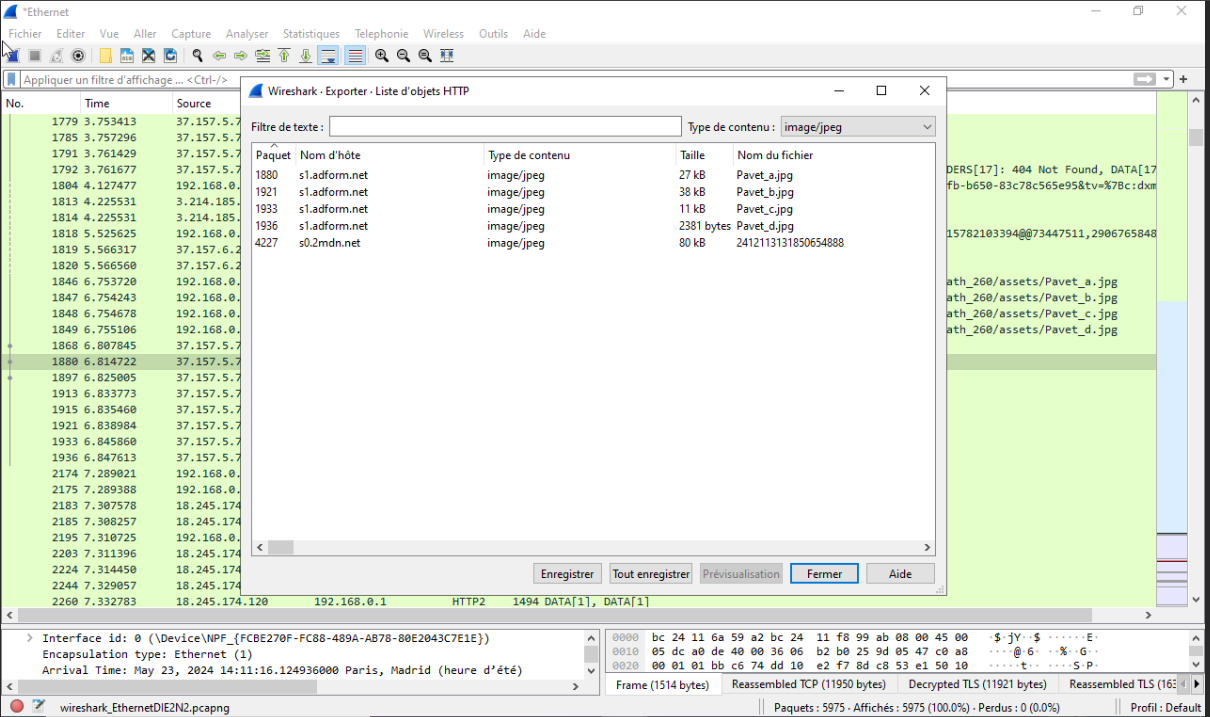 *Ethernet
Fichier Editer Vue Aller Capture Analyser Statistiques Telephonie Wireless Outils Aide
Appliquer un filtre d'affichage ... <Ctrl-/>
No. Time Source
1779 3.753413 37.157.5.7
1785 3.757296 37.157.5.7
1791 3.761429 37.157.5.7
1792 3.761677 37.157.5.7 DERS[17]: 404 Not Found, DATA[17
1804 4.127477 192.168.0. fb-b650-83c78c565e95&tv=%7Bc:dxm
1813 4.225531 3.214.185.
1814 4.225531 3.214.185.
1818 5.525625 192.168.0. 15782103394@@73447511,2906765848
1819 5.566317 37.157.6.2
1820 5.566560 37.157.6.2
1846 6.753720 192.168.0. ath_260/assets/Pavet_a.jpg
1847 6.754243 192.168.0. ath_260/assets/Pavet_b.jpg
1848 6.754678 192.168.0. ath_260/assets/Pavet_c.jpg
1849 6.755106 192.168.0. ath_260/assets/Pavet_d.jpg
1868 6.807845 37.157.5.7
1880 6.814722 37.157.5.7
1897 6.825005 37.157.5.7
1913 6.833773 37.157.5.7
1915 6.835460 37.157.5.7
1921 6.838984 37.157.5.7
1933 6.845860 37.157.5.7
1936 6.847613 37.157.5.7
2174 7.289021 192.168.0.
2175 7.289388 192.168.0.
2183 7.307578 18.245.174
2185 7.308257 18.245.174
2195 7.310725 192.168.0.
2203 7.311396 18.245.174
2224 7.314450 18.245.174
2244 7.329057 18.245.174
2260 7.332783 18.245.174.120 192.168.0.1 HTTP2 1494 DATA[1], DATA[1]
Wireshark · Exporter · Liste d'objets HTTP
Filtre de texte : Type de contenu : image/jpeg
Paquet Nom d'hôte Type de contenu Taille Nom du fichier
1880 s1.adform.net image/jpeg 27 kB Pavet_a.jpg
1921 s1.adform.net image/jpeg 38 kB Pavet_b.jpg
1933 s1.adform.net image/jpeg 11 kB Pavet_c.jpg
1936 s1.adform.net image/jpeg 2381 bytes Pavet_d.jpg
4227 s0.2mdn.net image/jpeg 80 kB 2412113131850654888
Enregistrer Tout enregistrer Prévisualisation Fermer Aide
Interface id: 0 (\Device\NPF_{FCBE270F-FC88-489A-AB78-80E2043C7E1E})
Encapsulation type: Ethernet (1)
Arrival Time: May 23, 2024 14:11:16.124936000 Paris, Madrid (heure d'été)
0000 bc 24 11 6a 59 a2 bc 24 11 f8 99 ab 08 00 45 00 ·$·jY··$ ······E·
0010 05 dc a0 de 40 00 36 06 b2 b0 25 9d 05 47 c0 a8 ····@·6· ··%··G··
0020 00 01 01 bb c6 74 dd 10 e2 f7 8d c8 53 e1 50 10 ·····t·· ····S·P·
Frame (1514 bytes) Reassembled TCP (11950 bytes) Decrypted TLS (11921 bytes) Reassembled TLS (163
wireshark_EthernetDIE2N2.pcapng Paquets : 5975 · Affichés : 5975 (100.0%) · Perdus : 0 (0.0%) Profil : Default